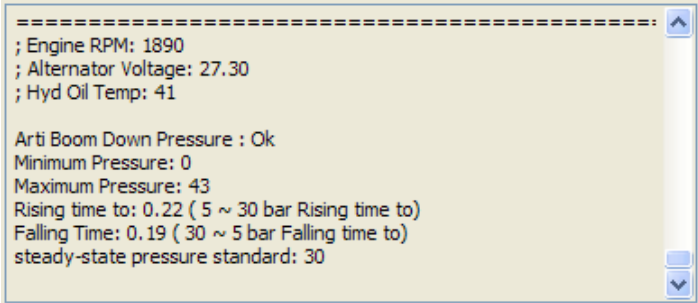 ==============================================
; Engine RPM: 1890
; Alternator Voltage: 27.30
; Hyd Oil Temp: 41
Arti Boom Down Pressure : Ok
Minimum Pressure: 0
Maximum Pressure: 43
Rising time to: 0.22 ( 5 ~ 30 bar Rising time to)
Falling Time: 0.19 ( 30 ~ 5 bar Falling time to)
steady-state pressure standard: 30